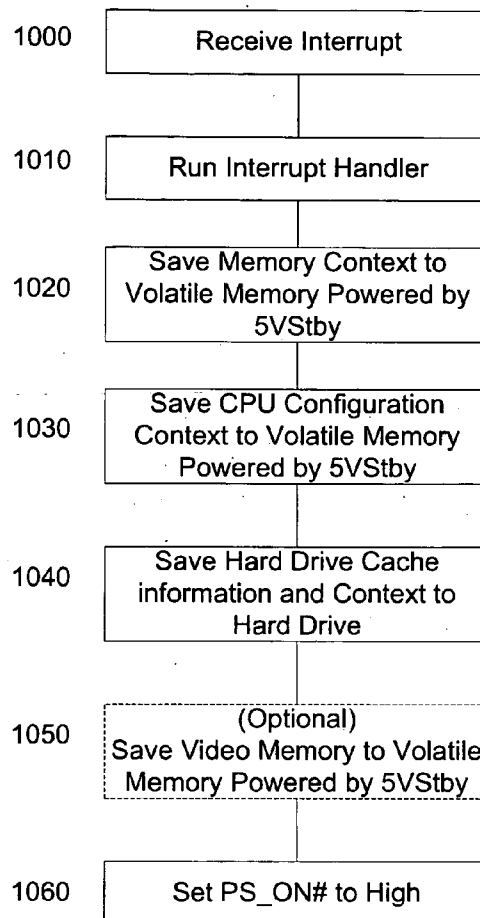 1000 Receive Interrupt
1010 Run Interrupt Handler
1020 Save Memory Context to
Volatile Memory Powered by
5VStby
1030 Save CPU Configuration
Context to Volatile Memory
Powered by 5VStby
1040 Save Hard Drive Cache
information and Context to
Hard Drive
1050 (Optional)
Save Video Memory to Volatile
Memory Powered by 5VStby
1060 Set PS_ON# to High